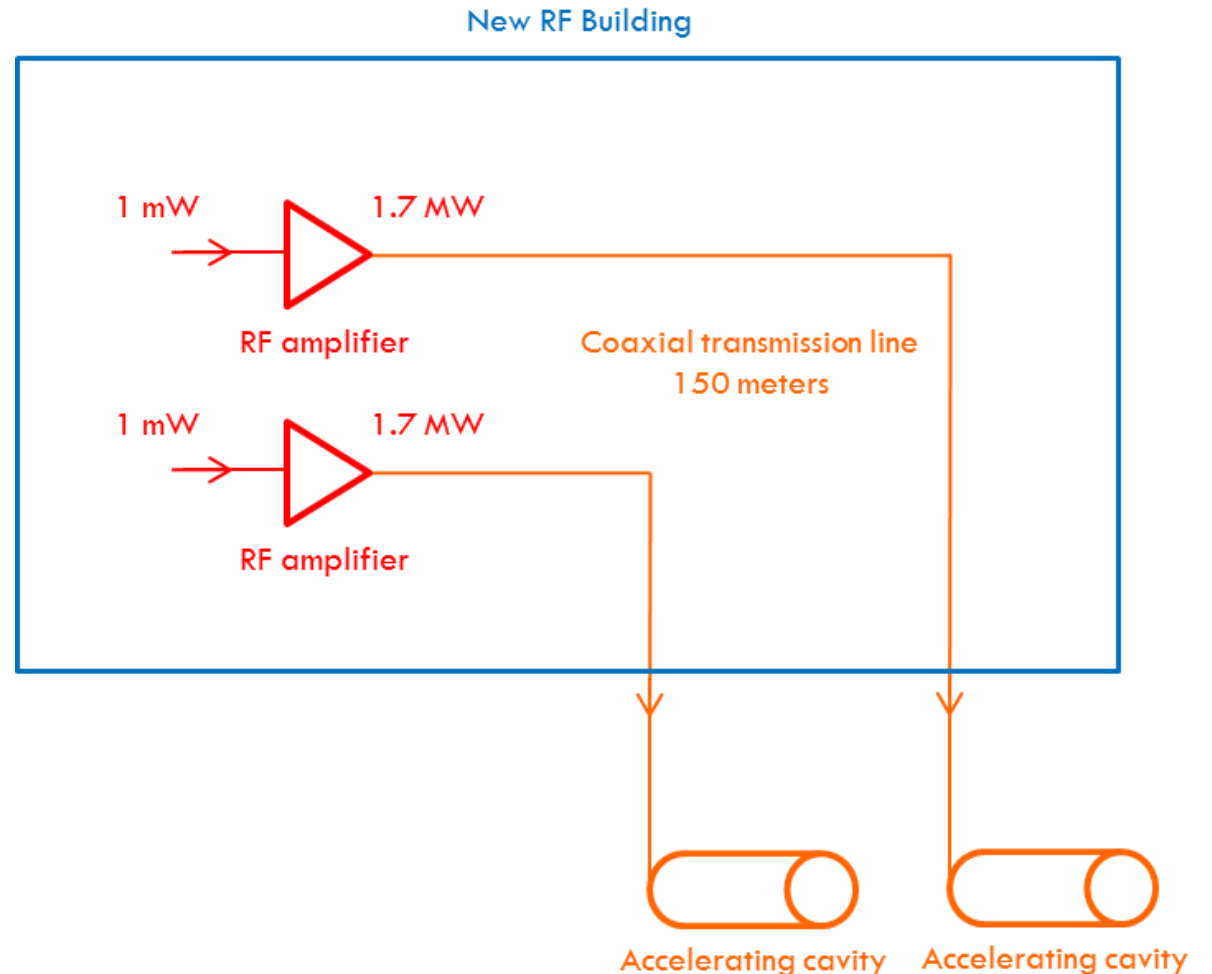 New RF Building
1 mW
1.7 MW
RF amplifier
Coaxial transmission line
150 meters
1 mW
1.7 MW
RF amplifier
Accelerating cavity
Accelerating cavity